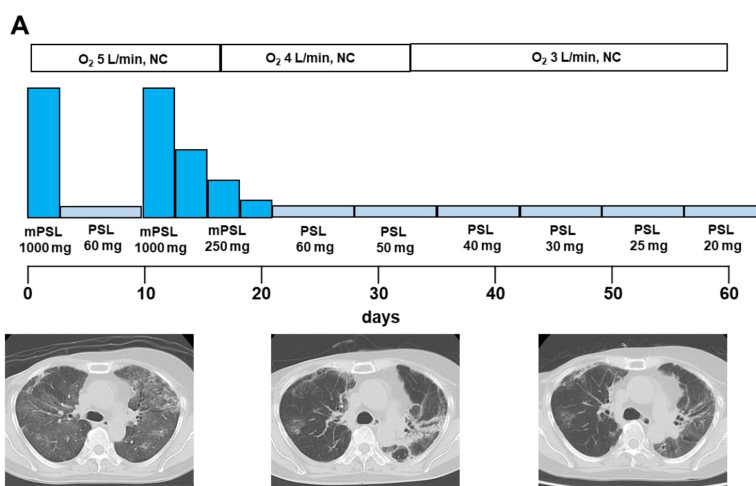 A
O₂ 5 L/min, NC
O₂ 4 L/min, NC
O₂ 3 L/min, NC
mPSL
1000 mg
PSL
60 mg
mPSL
1000 mg
mPSL
250 mg
PSL
60 mg
PSL
50 mg
PSL
40 mg
PSL
30 mg
PSL
25 mg
PSL
20 mg
0
10
20
30
40
50
60
days